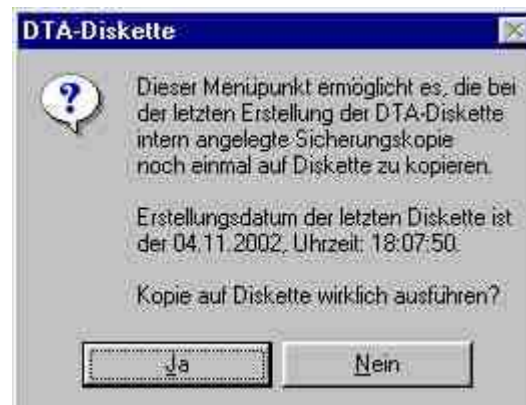 DTA-Diskette
Dieser Menüpunkt ermöglicht es, die bei
der letzten Erstellung der DTA-Diskette
intern angelegte Sicherungskopie
noch einmal auf Diskette zu kopieren.
Erstellungsdatum der letzten Diskette ist
der 04.11.2002, Uhrzeit: 18:07:50.
Kopie auf Diskette wirklich ausführen?
Ja
Nein